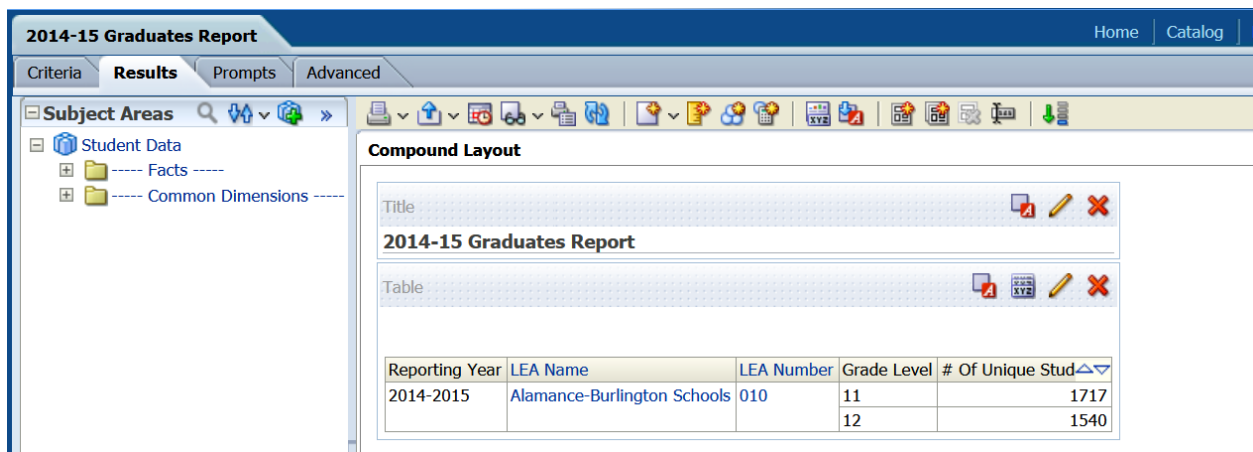 2014-15 Graduates Report
Home Catalog
Criteria Results Prompts Advanced
Subject Areas »
Student Data
----- Facts -----
----- Common Dimensions -----
Compound Layout
Title
2014-15 Graduates Report
Table
Reporting Year LEA Name LEA Number Grade Level # Of Unique Stud
2014-2015 Alamance-Burlington Schools 010 11 1717
12 1540